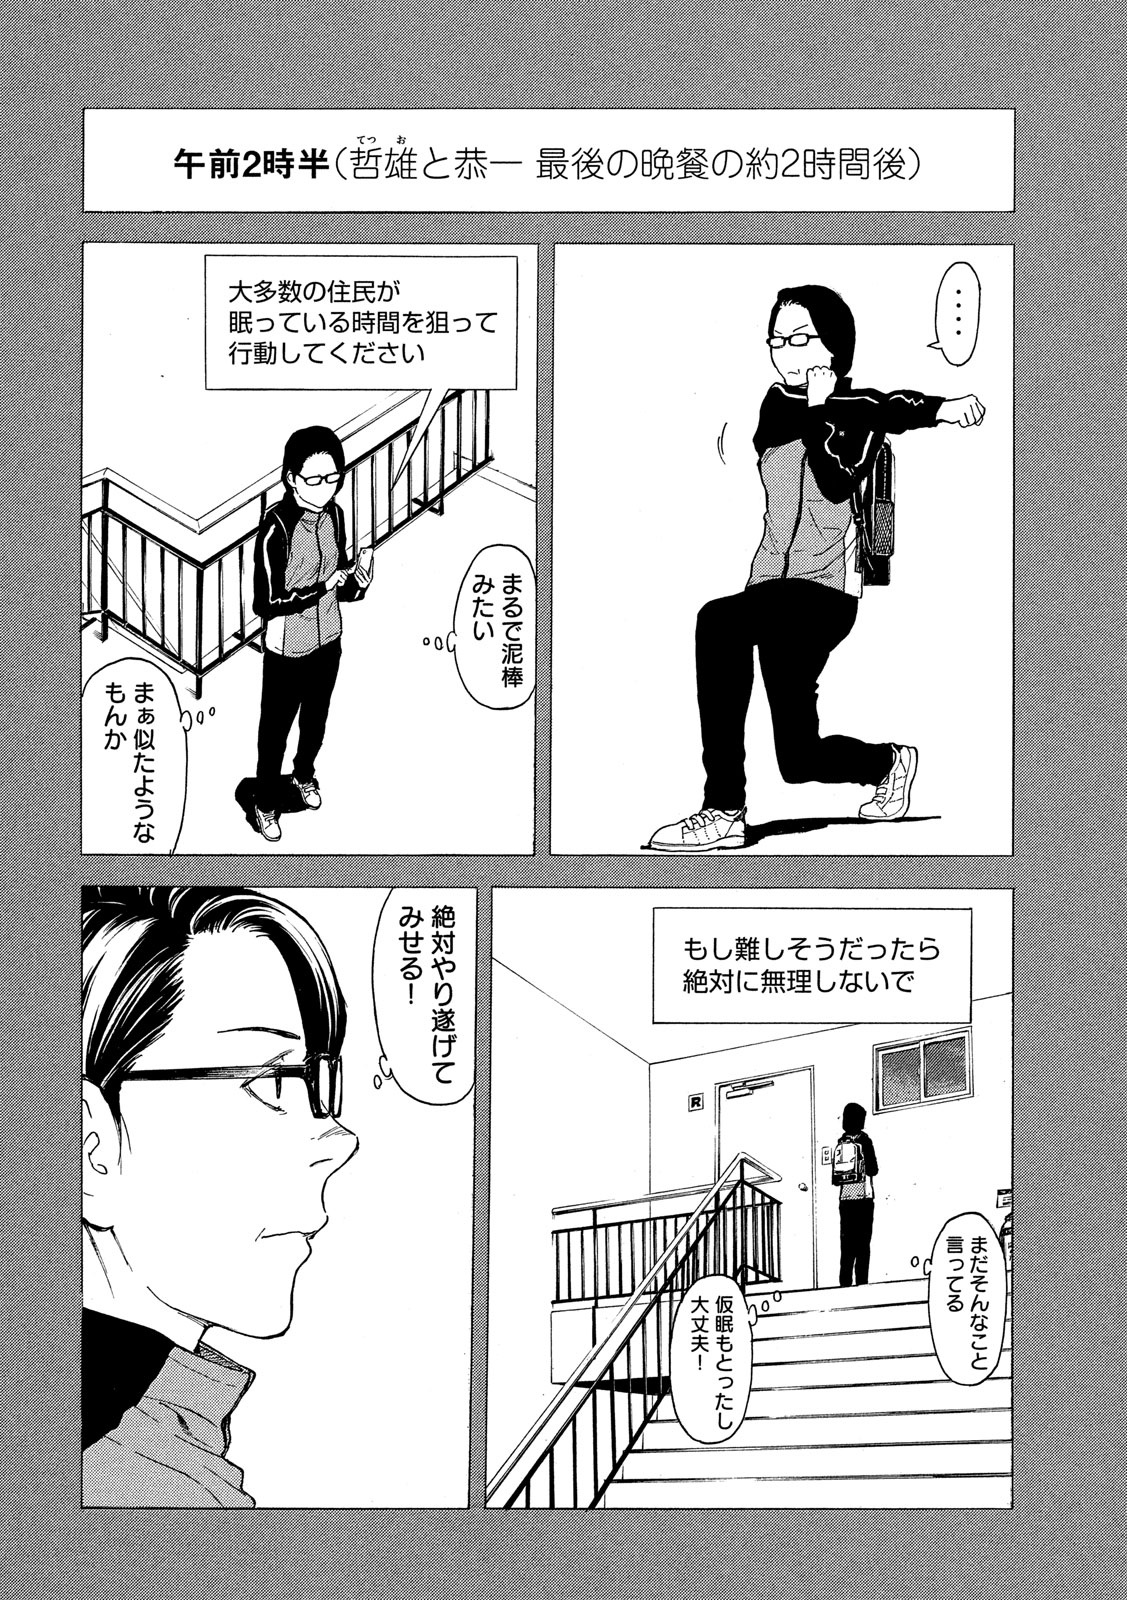 午前2時半(哲雄と恭一 最後の晩餐の約2時間後)
てつ お
・・・・
大多数の住民が
眠っている時間を狙って
行動してください
まるで泥棒
みたい
まぁ似たような
もんか
もし難しそうだったら
絶対に無理しないで
R
まだそんなこと
言ってる
仮眠もとったし
大丈夫!
絶対やり遂げて
みせる!